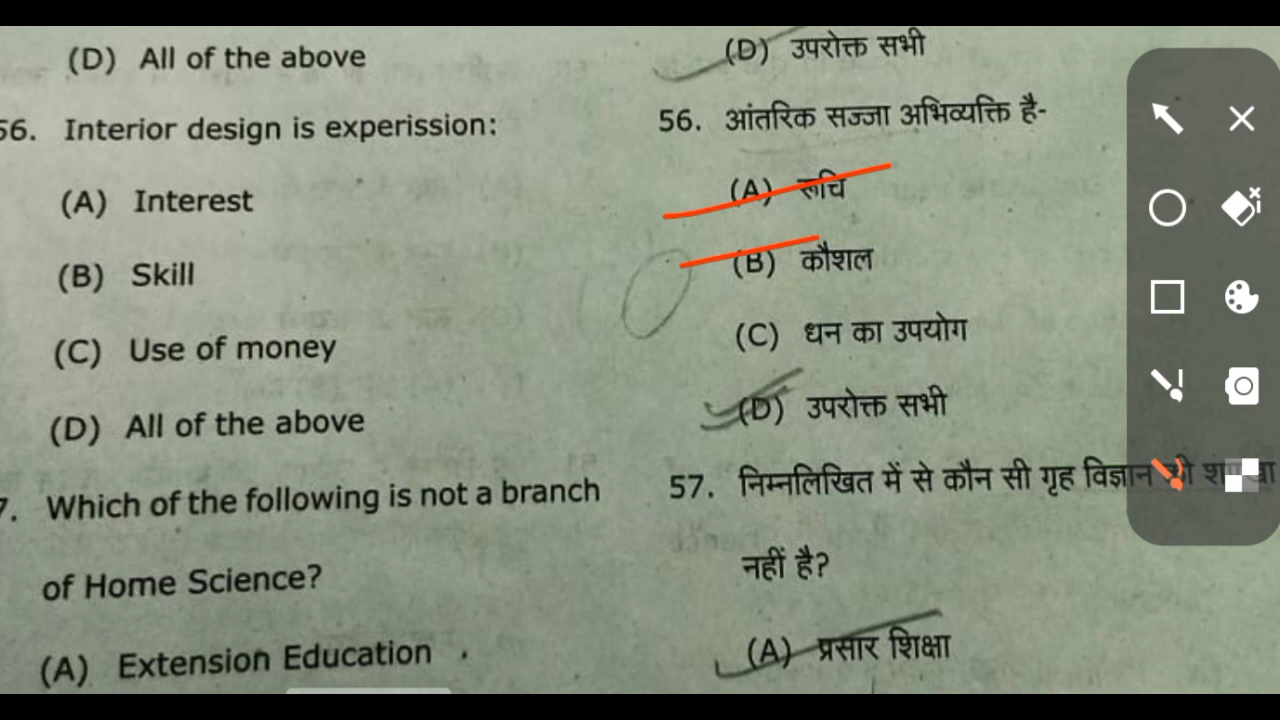 (D) All of the above
56. Interior design is experission:
(A) Interest
(B) Skill
(C) Use of money
(D) All of the above
7. Which of the following is not a branch
of Home Science?
(A) Extension Education
(D) उपरोक्त सभी
56. आंतरिक सज्जा अभिव्यक्ति है-
(A) रूचि
(B) कौशल
(C) धन का उपयोग
(D) उपरोक्त सभी
57. निम्नलिखित में से कौन सी गृह विज्ञान की शाखा
नहीं है?
(A) प्रसार शिक्षा